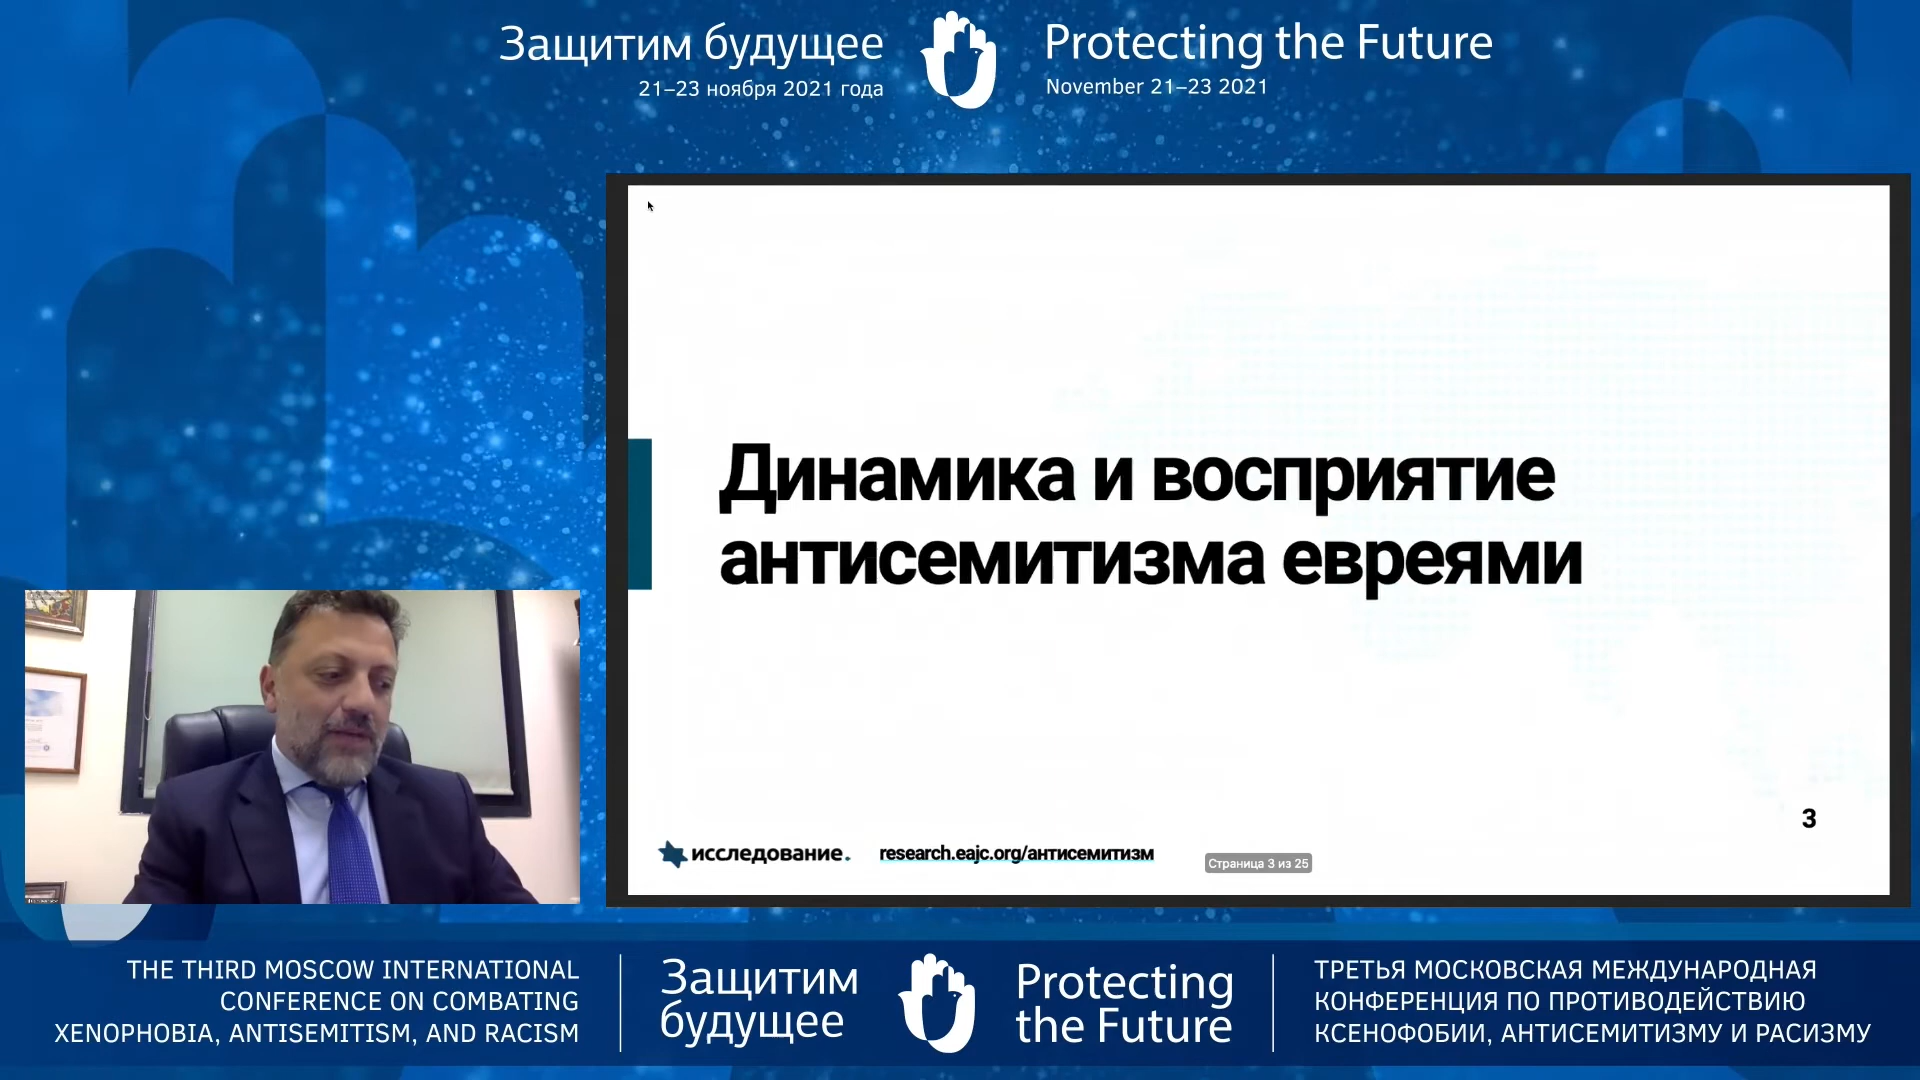 Защитим будущее
21–23 ноября 2021 года
Protecting the Future
November 21–23 2021
Динамика и восприятие
антисемитизма евреями
3
исследование.
research.eajc.org/антисемитизм
Страница 3 из 25
THE THIRD MOSCOW INTERNATIONAL
CONFERENCE ON COMBATING
XENOPHOBIA, ANTISEMITISM, AND RACISM
Защитим
будущее
Protecting
the Future
ТРЕТЬЯ МОСКОВСКАЯ МЕЖДУНАРОДНАЯ
КОНФЕРЕНЦИЯ ПО ПРОТИВОДЕЙСТВИЮ
КСЕНОФОБИИ, АНТИСЕМИТИЗМУ И РАСИЗМУ